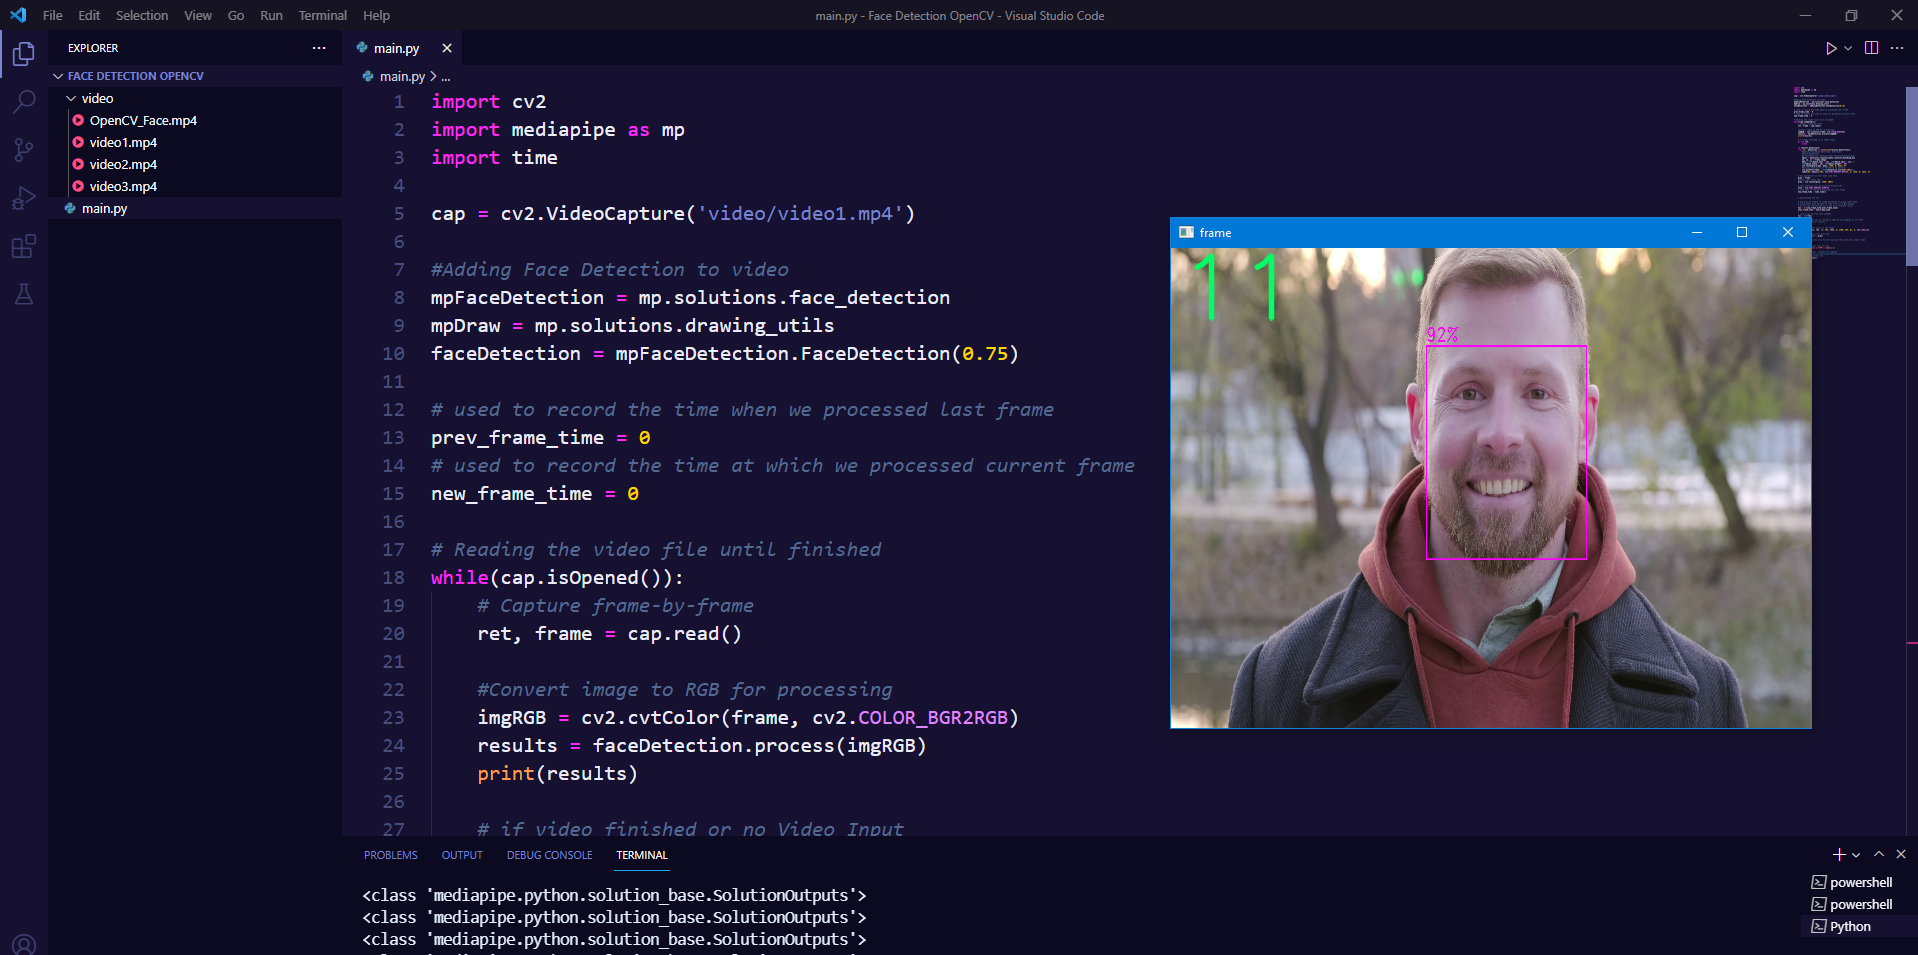 File Edit Selection View Go Run Terminal Help
main.py - Face Detection OpenCV - Visual Studio Code
EXPLORER
FACE DETECTION OPENCV
video
OpenCV_Face.mp4
video1.mp4
video2.mp4
video3.mp4
main.py
main.py
main.py > ...
1 import cv2
2 import mediapipe as mp
3 import time
4
5 cap = cv2.VideoCapture('video/video1.mp4')
6
7 #Adding Face Detection to video
8 mpFaceDetection = mp.solutions.face_detection
9 mpDraw = mp.solutions.drawing_utils
10 faceDetection = mpFaceDetection.FaceDetection(0.75)
11
12 # used to record the time when we processed last frame
13 prev_frame_time = 0
14 # used to record the time at which we processed current frame
15 new_frame_time = 0
16
17 # Reading the video file until finished
18 while(cap.isOpened()):
19 # Capture frame-by-frame
20 ret, frame = cap.read()
21
22 #Convert image to RGB for processing
23 imgRGB = cv2.cvtColor(frame, cv2.COLOR_BGR2RGB)
24 results = faceDetection.process(imgRGB)
25 print(results)
26
27 # if video finished or no Video Input
frame
11
92%
PROBLEMS OUTPUT DEBUG CONSOLE TERMINAL
<class 'mediapipe.python.solution_base.SolutionOutputs'>
<class 'mediapipe.python.solution_base.SolutionOutputs'>
<class 'mediapipe.python.solution_base.SolutionOutputs'>
powershell
powershell
Python